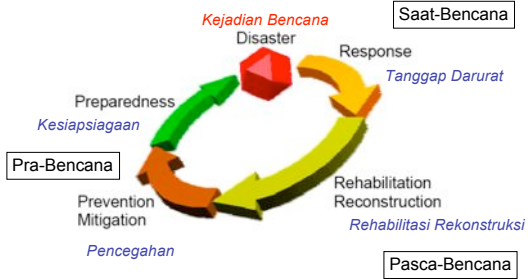 Saat-Bencana
Kejadian Bencana
Disaster
Response
Tanggap Darurat
Preparedness
Kesiapsiagaan
Pra-Bencana
Prevention
Mitigation
Pencegahan
Rehabilitation
Reconstruction
Rehabilitasi Rekonstruksi
Pasca-Bencana